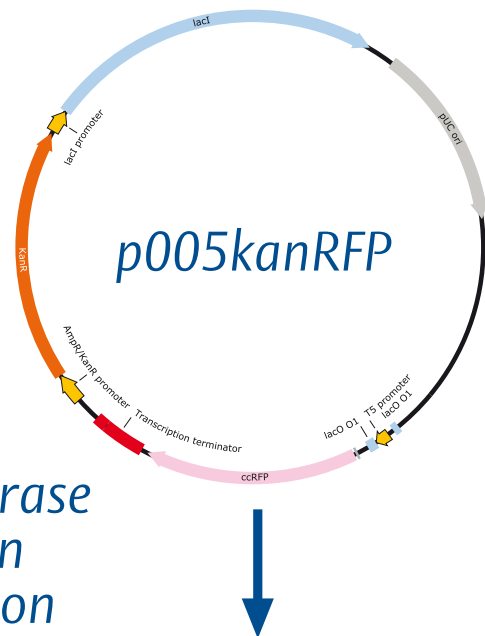 lacI
pUC ori
lacI promoter
KanR
p005kanRFP
AmpR/KanR promoter
Transcription terminator
lacO O1
T5 promoter
lacO O1
ccRFP
rase
n
on